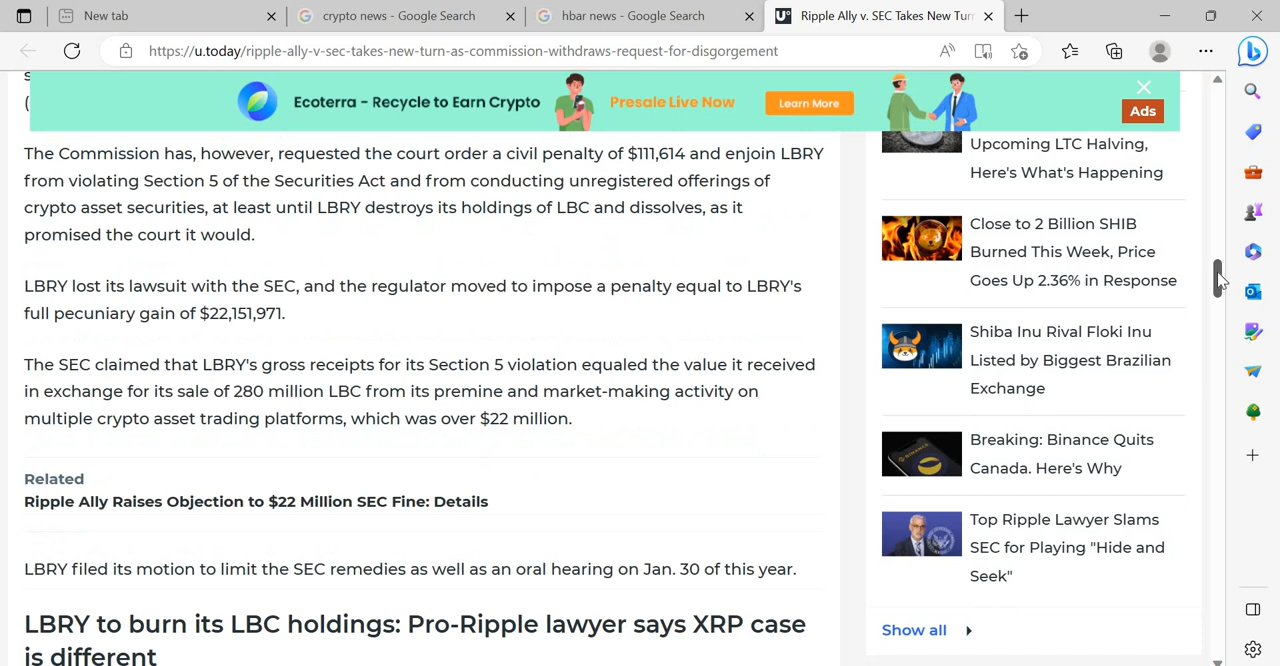 New tab
crypto news - Google Search
hbar news - Google Search
Ripple Ally v. SEC Takes New Turn
https://u.today/ripple-ally-v-sec-takes-new-turn-as-commission-withdraws-request-for-disgorgement
Ecoterra - Recycle to Earn Crypto
Presale Live Now
Learn More
Ads
The Commission has, however, requested the court order a civil penalty of $111,614 and enjoin LBRY
from violating Section 5 of the Securities Act and from conducting unregistered offerings of
crypto asset securities, at least until LBRY destroys its holdings of LBC and dissolves, as it
promised the court it would.
LBRY lost its lawsuit with the SEC, and the regulator moved to impose a penalty equal to LBRY's
full pecuniary gain of $22,151,971.
The SEC claimed that LBRY's gross receipts for its Section 5 violation equaled the value it received
in exchange for its sale of 280 million LBC from its premine and market-making activity on
multiple crypto asset trading platforms, which was over $22 million.
Related
Ripple Ally Raises Objection to $22 Million SEC Fine: Details
LBRY filed its motion to limit the SEC remedies as well as an oral hearing on Jan. 30 of this year.
LBRY to burn its LBC holdings: Pro-Ripple lawyer says XRP case
is different
Upcoming LTC Halving,
Here's What's Happening
Close to 2 Billion SHIB
Burned This Week, Price
Goes Up 2.36% in Response
Shiba Inu Rival Floki Inu
Listed by Biggest Brazilian
Exchange
Breaking: Binance Quits
Canada. Here's Why
Top Ripple Lawyer Slams
SEC for Playing "Hide and
Seek"
Show all